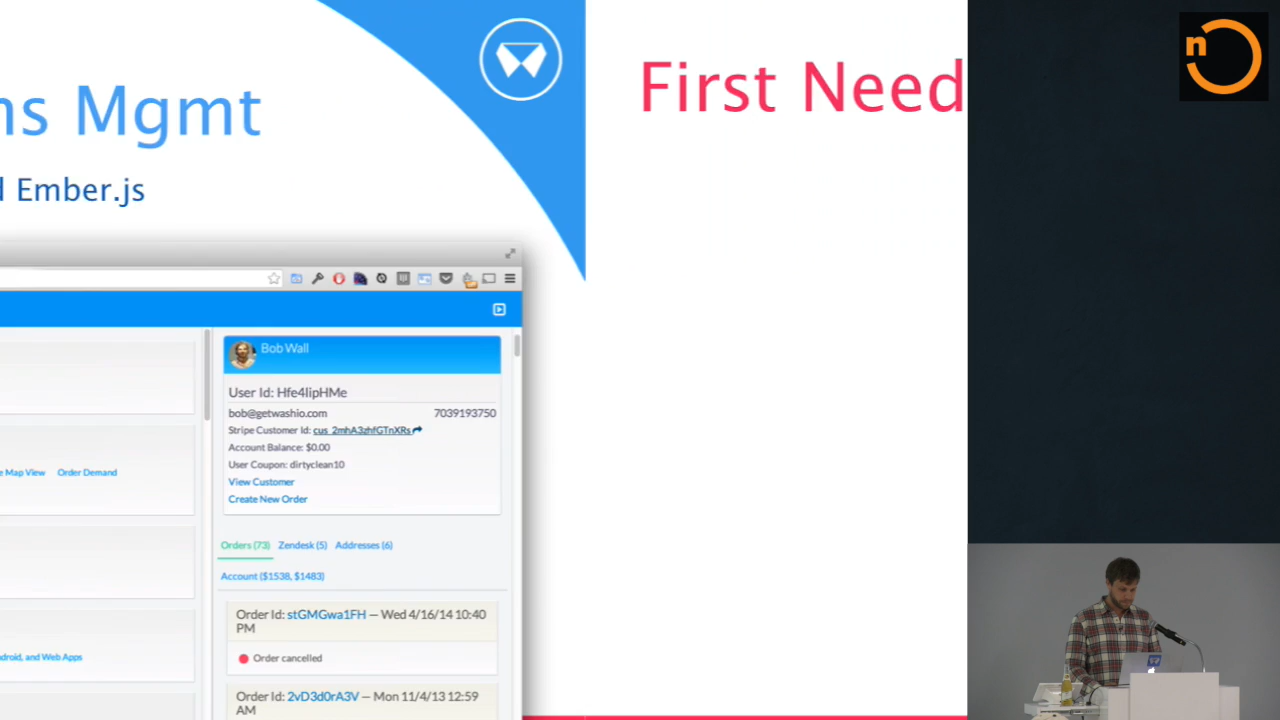 ns Mgmt
d Ember.js
First Need
n
Bob Wall
User Id: Hfe4lipHMe
bob@getwashio.com 7039193750
Stripe Customer Id: cus_2mhA3zhfGTnXRs
Account Balance: $0.00
User Coupon: dirtyclean10
View Customer
Create New Order
e Map View Order Demand
Orders (73) Zendesk (5) Addresses (6)
Account ($1538, $1483)
Order Id: stGMGwa1FH — Wed 4/16/14 10:40
PM
Order cancelled
ndroid, and Web Apps
Order Id: 2vD3d0rA3V — Mon 11/4/13 12:59
AM